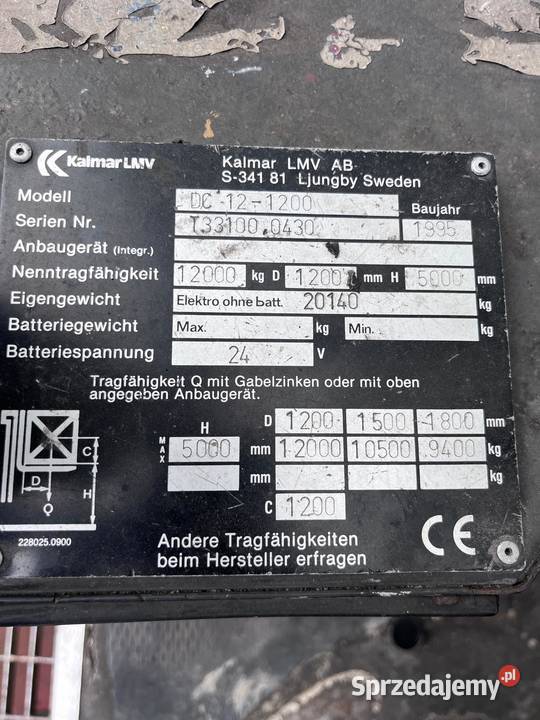 KalmarLMV
Kalmar LMV AB
S-341 81 Ljungby Sweden
Modell DC-12-1200 Baujahr
Serien Nr. T33100.0430 1995
Anbaugerät (Integr.)
Nenntragfähigkeit 12000 kg D 1200 mm H 5000 mm
Eigengewicht Elektro ohne Batt. 20140 kg
Batteriegewicht Max. kg Min. kg
Batteriespannung 24 V
Tragfähigkeit Q mit Gabelzinken oder mit oben
angegeben Anbaugerät.
H D 1200 1500 1800 mm
MAX 5000 mm 12000 10500 9400 kg
mm kg
C 1200
C
D
H
Q
228025.0900
Andere Tragfähigkeiten
beim Hersteller erfragen
CE
Sprzedajemy.pl